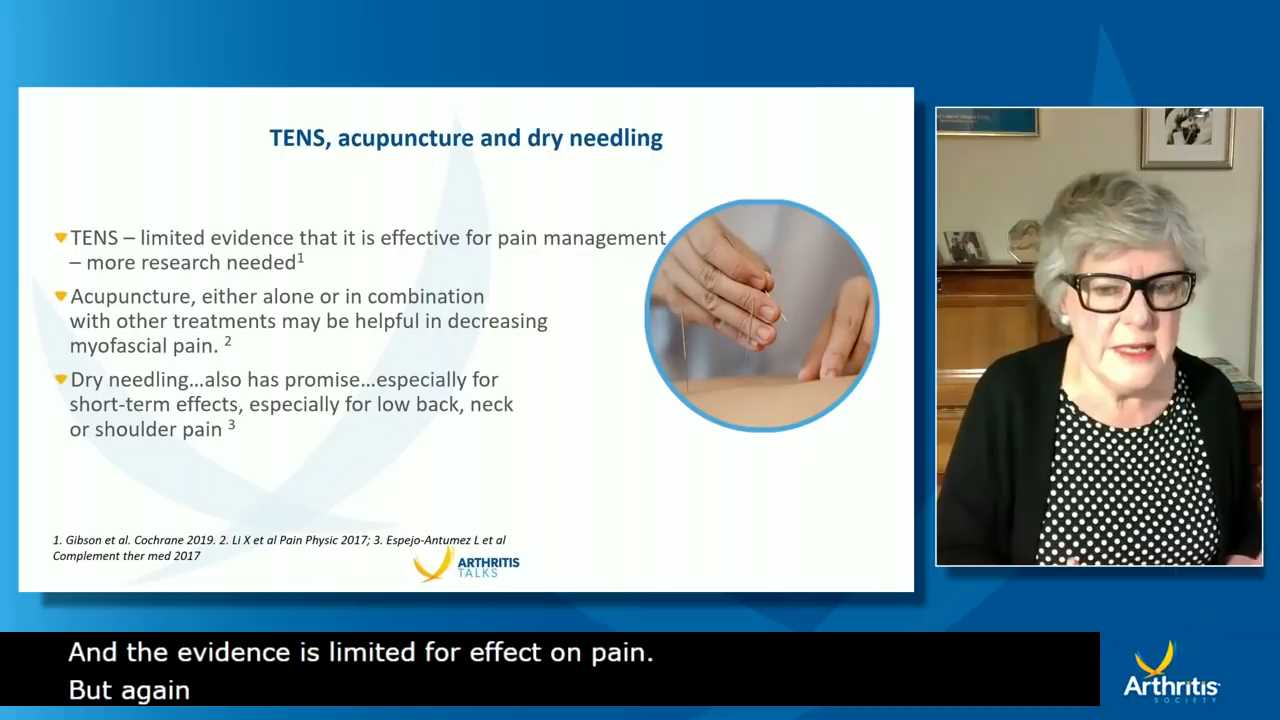 TENS, acupuncture and dry needling
TENS – limited evidence that it is effective for pain management
– more research needed1
Acupuncture, either alone or in combination
with other treatments may be helpful in decreasing
myofascial pain. 2
Dry needling…also has promise…especially for
short-term effects, especially for low back, neck
or shoulder pain 3
1. Gibson et al. Cochrane 2019. 2. Li X et al Pain Physic 2017; 3. Espejo-Antumez L et al
Complement ther med 2017
ARTHRITIS
TALKS
And the evidence is limited for effect on pain.
But again
Arthritis
SOCIETY